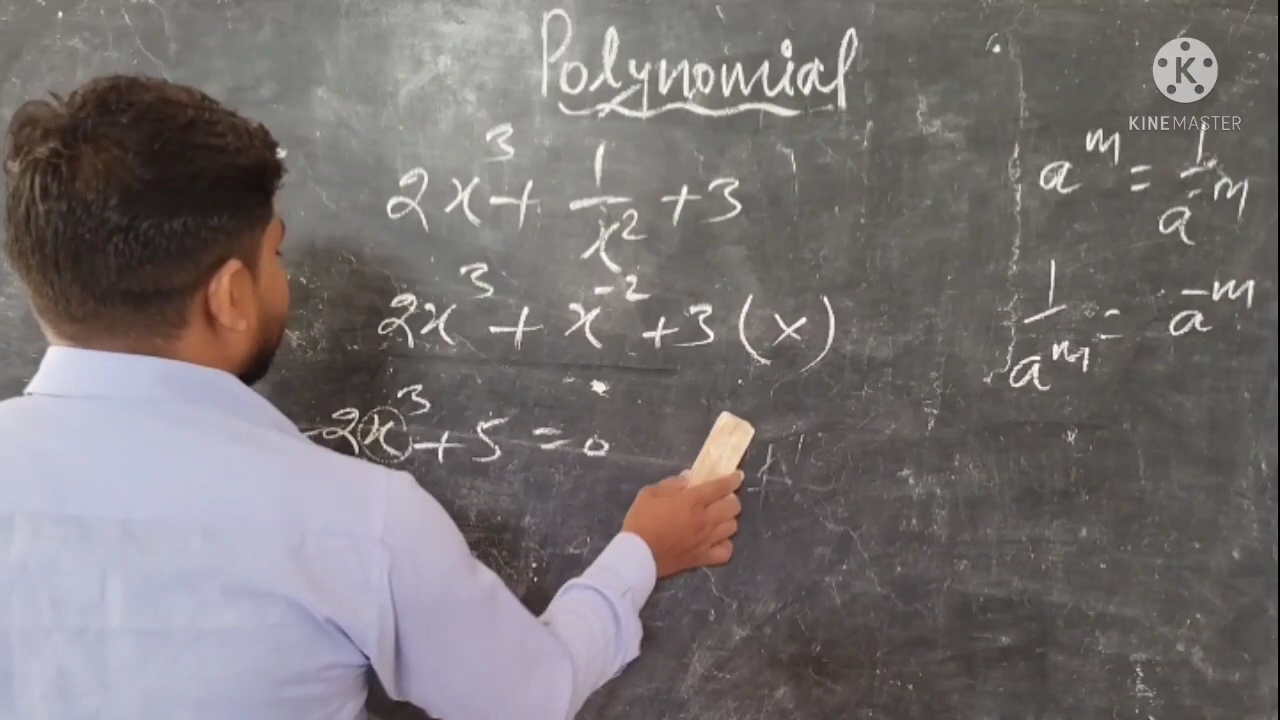 Polynomial
2x³ + 1/x² + 3
2x³ + x⁻² + 3 (×)
2x³ + 5 = 0
aᵐ = 1/a⁻ᵐ
1/aᵐ = a⁻ᵐ
KINEMASTER